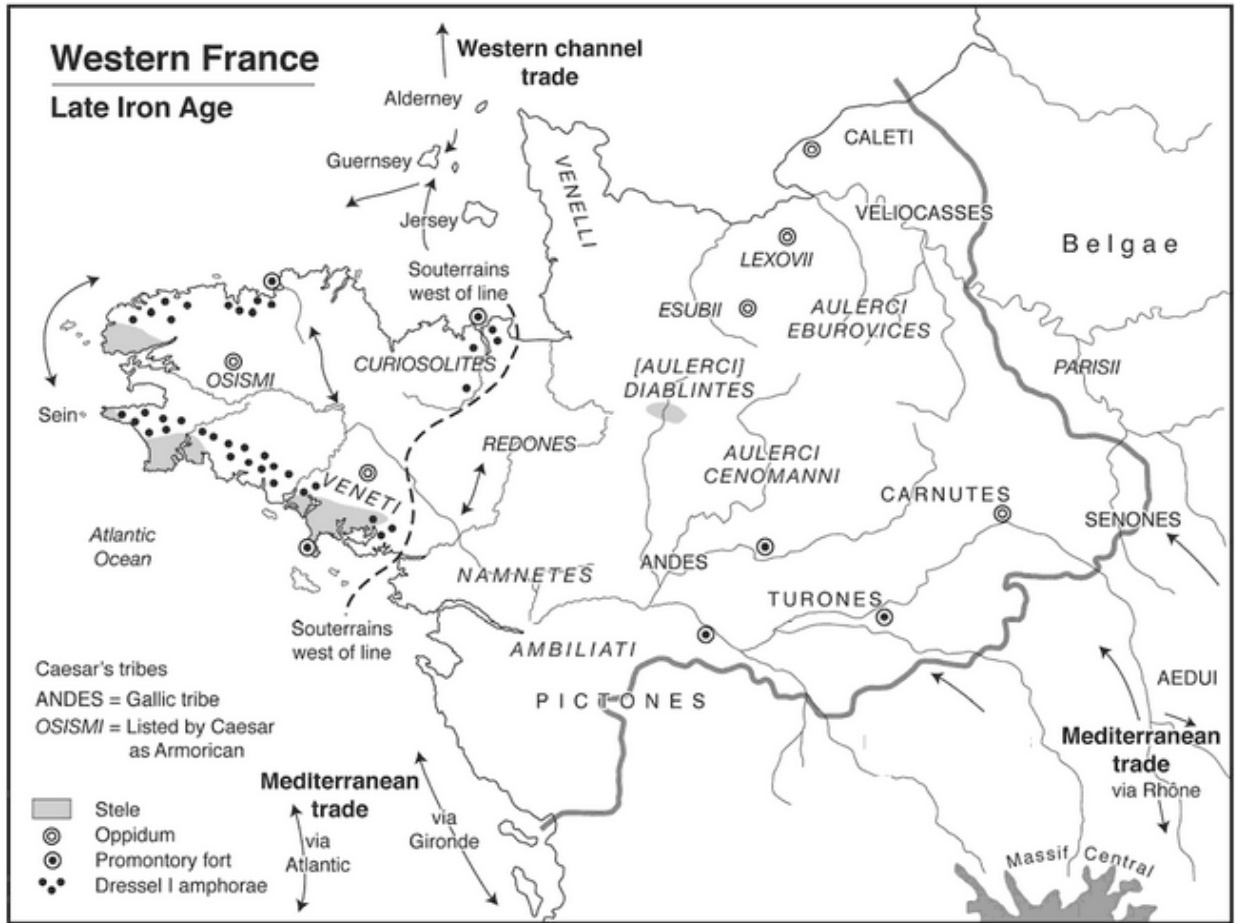 Western France
Late Iron Age
Western channel
trade
Alderney
Guernsey
Jersey
VENELLI
CALETI
VELIOCASSES
Belgae
Souterrains
west of line
LEXOVII
ESUBII
AULERCI
EBUROVICES
CURIOSOLITES
OSISMI
[AULERCI]
DIABLINTES
PARISII
Sein
REDONES
AULERCI
CENOMANNI
VENETI
CARNUTES
SENONES
Atlantic
Ocean
ANDES
NAMNETES
TURONES
Souterrains
west of line
AMBILIATI
PICTONES
AEDUI
Caesar's tribes
ANDES = Gallic tribe
OSISMI = Listed by Caesar
as Armorican
Mediterranean
trade
via
Atlantic
via
Gironde
Mediterranean
trade
via Rhône
Stele
Oppidum
Promontory fort
Dressel I amphorae
Massif Central